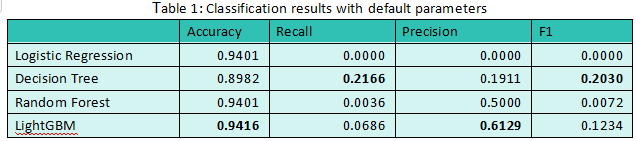 Table 1: Classification results with default parameters
Accuracy Recall Precision F1
Logistic Regression 0.9401 0.0000 0.0000 0.0000
Decision Tree 0.8982 0.2166 0.1911 0.2030
Random Forest 0.9401 0.0036 0.5000 0.0072
LightGBM 0.9416 0.0686 0.6129 0.1234